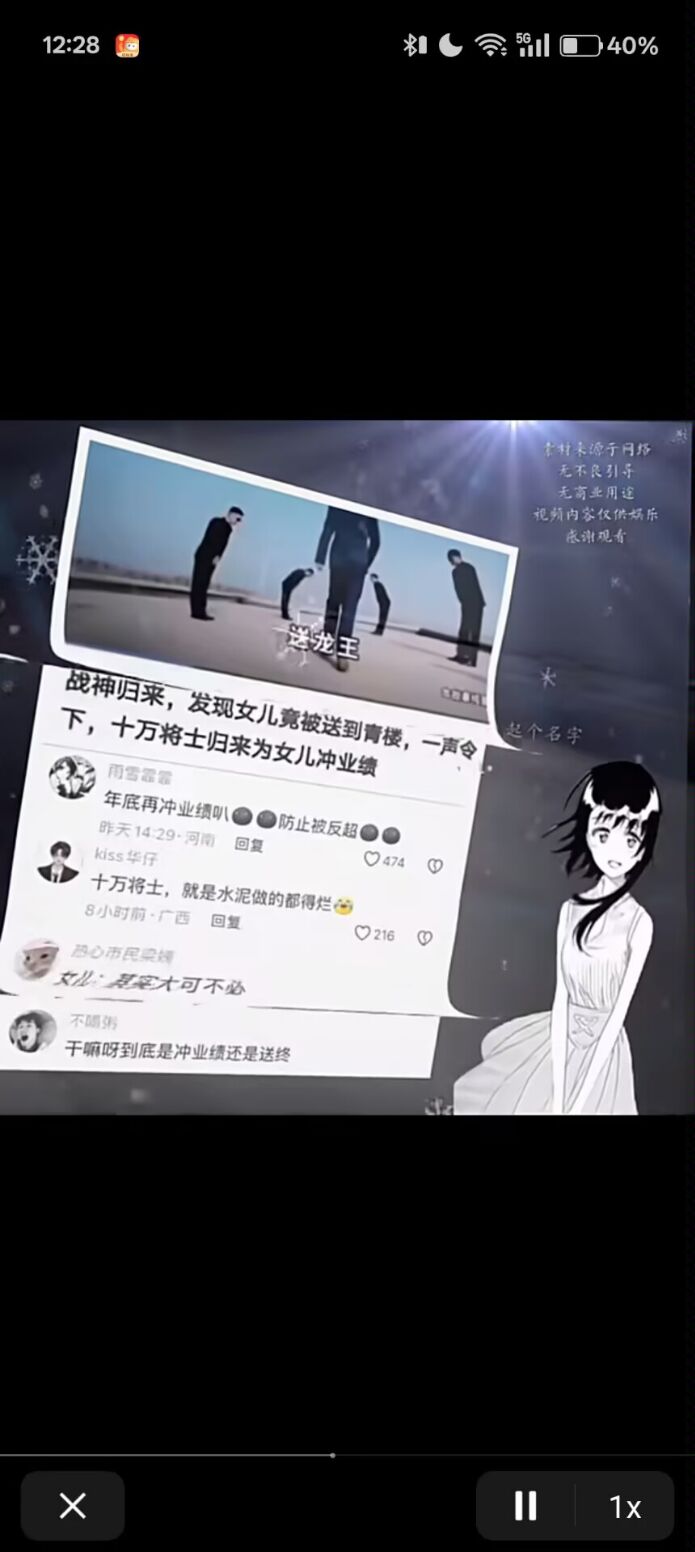 12:28
5G
40%
素材来源于网络
无不良引导
无商业用途
视频内容仅供娱乐
感谢观看
送龙王
战神归来，发现女儿竟被送到青楼，一声令
下，十万将士归来为女儿冲业绩
起个名字
雨雪霏霏
年底再冲业绩叭⚫⚫防止被反超⚫⚫
昨天14:29·河南 回复
474
kiss华仔
十万将士，就是水泥做的都得烂😭
8小时前·广西 回复
216
热心市民梁
女儿：其实大可不必
不喝粥
干嘛呀到底是冲业绩还是送终
1x